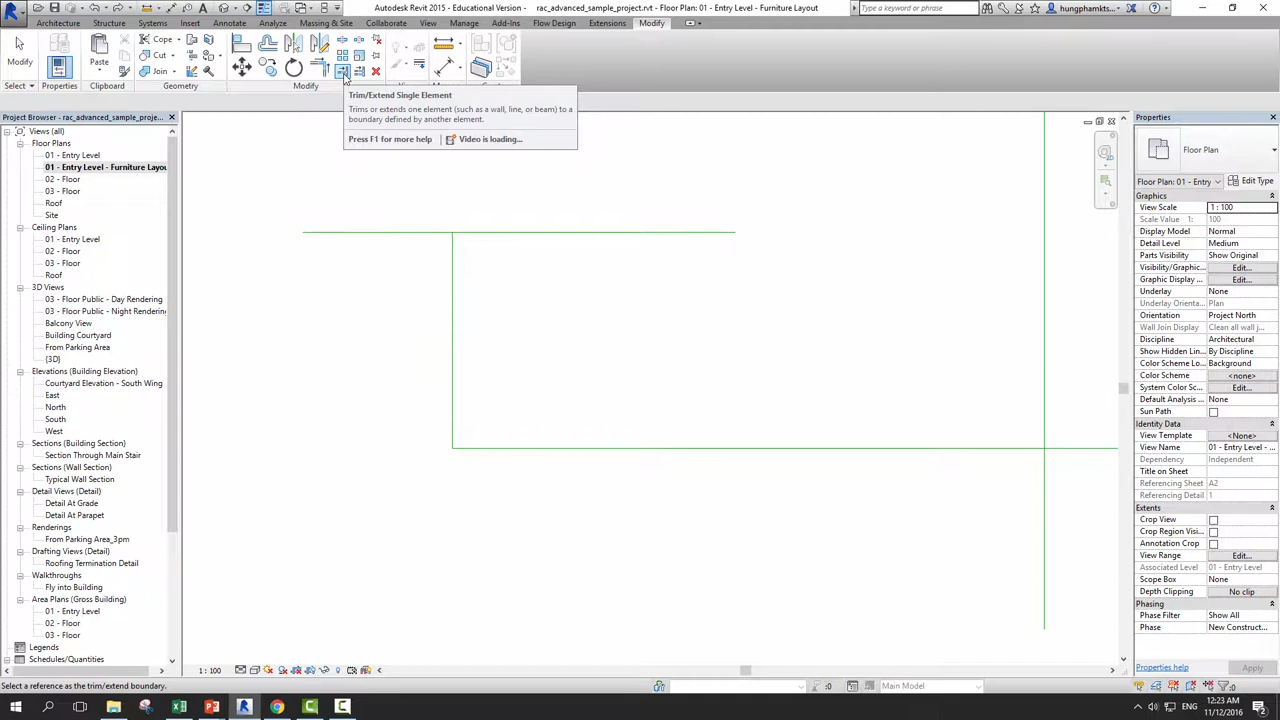 Autodesk Revit 2015 - Educational Version - rac_advanced_sample_project.rvt - Floor Plan: 01 - Entry Level - Furniture Layout
Type a keyword or phrase
hungphamkts...
Architecture Structure Systems Insert Annotate Analyze Massing & Site Collaborate View Manage Add-Ins Flow Design Extensions Modify
Modify
Paste
Cope
Cut
Join
Select Properties Clipboard Geometry Modify
Trim/Extend Single Element
Trims or extends one element (such as a wall, line, or beam) to a
boundary defined by another element.
Press F1 for more help Video is loading...
Project Browser - rac_advanced_sample_proje...
Views (all)
Floor Plans
01 - Entry Level
01 - Entry Level - Furniture Layou
02 - Floor
03 - Floor
Roof
Site
Ceiling Plans
01 - Entry Level
02 - Floor
03 - Floor
Roof
3D Views
03 - Floor Public - Day Rendering
03 - Floor Public - Night Rendering
Balcony View
Building Courtyard
From Parking Area
{3D}
Elevations (Building Elevation)
Courtyard Elevation - South Wing
East
North
South
West
Sections (Building Section)
Section Through Main Stair
Sections (Wall Section)
Typical Wall Section
Detail Views (Detail)
Detail At Grade
Detail At Parapet
Renderings
From Parking Area_3pm
Drafting Views (Detail)
Roofing Termination Detail
Walkthroughs
Fly into Building
Area Plans (Gross Building)
01 - Entry Level
02 - Floor
03 - Floor
Legends
Schedules/Quantities
2D
Properties
Floor Plan
Floor Plan: 01 - Entry Edit Type
Graphics
View Scale 1 : 100
Scale Value 1: 100
Display Model Normal
Detail Level Medium
Parts Visibility Show Original
Visibility/Graphic... Edit...
Graphic Display ... Edit...
Underlay None
Underlay Orienta... Plan
Orientation Project North
Wall Join Display Clean all wall j...
Discipline Architectural
Show Hidden Lin... By Discipline
Color Scheme Lo... Background
Color Scheme <none>
System Color Sc... Edit...
Default Analysis ... None
Sun Path
Identity Data
View Template <None>
View Name 01 - Entry Level - ...
Dependency Independent
Title on Sheet
Referencing Sheet A2
Referencing Detail 1
Extents
Crop View
Crop Region Visi...
Annotation Crop
View Range Edit...
Associated Level 01 - Entry Level
Scope Box None
Depth Clipping No clip
Phasing
Phase Filter Show All
Phase New Construct...
Properties help Apply
1 : 100
Select a reference as the trim/extend boundary.
:0 Main Model :0
ENG 12:23 AM
11/12/2016